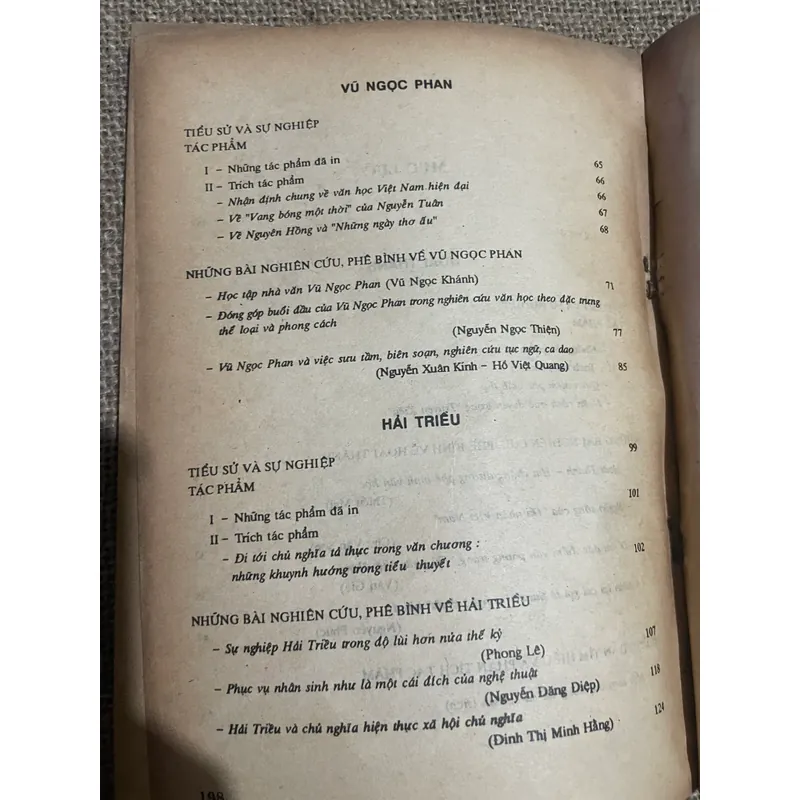 VŨ NGỌC PHAN
TIỂU SỬ VÀ SỰ NGHIỆP
TÁC PHẨM
I – Những tác phẩm đã in 65
II – Trích tác phẩm 66
– Nhận định chung về văn học Việt Nam hiện đại 66
– Về "Vang bóng một thời" của Nguyễn Tuân 67
– Về Nguyên Hồng và "Những ngày thơ ấu" 68
NHỮNG BÀI NGHIÊN CỨU, PHÊ BÌNH VỀ VŨ NGỌC PHAN
– Học tập nhà văn Vũ Ngọc Phan (Vũ Ngọc Khánh) 71
– Đóng góp buổi đầu của Vũ Ngọc Phan trong nghiên cứu văn học theo đặc trưng
thể loại và phong cách
(Nguyễn Ngọc Thiện) 77
– Vũ Ngọc Phan và việc sưu tầm, biên soạn, nghiên cứu tục ngữ, ca dao
(Nguyễn Xuân Kính – Hồ Việt Quang) 85
HẢI TRIỀU
TIỂU SỬ VÀ SỰ NGHIỆP 99
TÁC PHẨM
I – Những tác phẩm đã in 101
II – Trích tác phẩm
– Đi tới chủ nghĩa tả thực trong văn chương :
những khuynh hướng trong tiểu thuyết 102
NHỮNG BÀI NGHIÊN CỨU, PHÊ BÌNH VỀ HẢI TRIỀU
– Sự nghiệp Hải Triều trong độ lùi hơn nửa thế kỷ 107
(Phong Lê)
– Phục vụ nhân sinh như là một cái đích của nghệ thuật 118
(Nguyễn Đăng Điệp)
– Hải Triều và chủ nghĩa hiện thực xã hội chủ nghĩa 124
(Đinh Thị Minh Hằng)